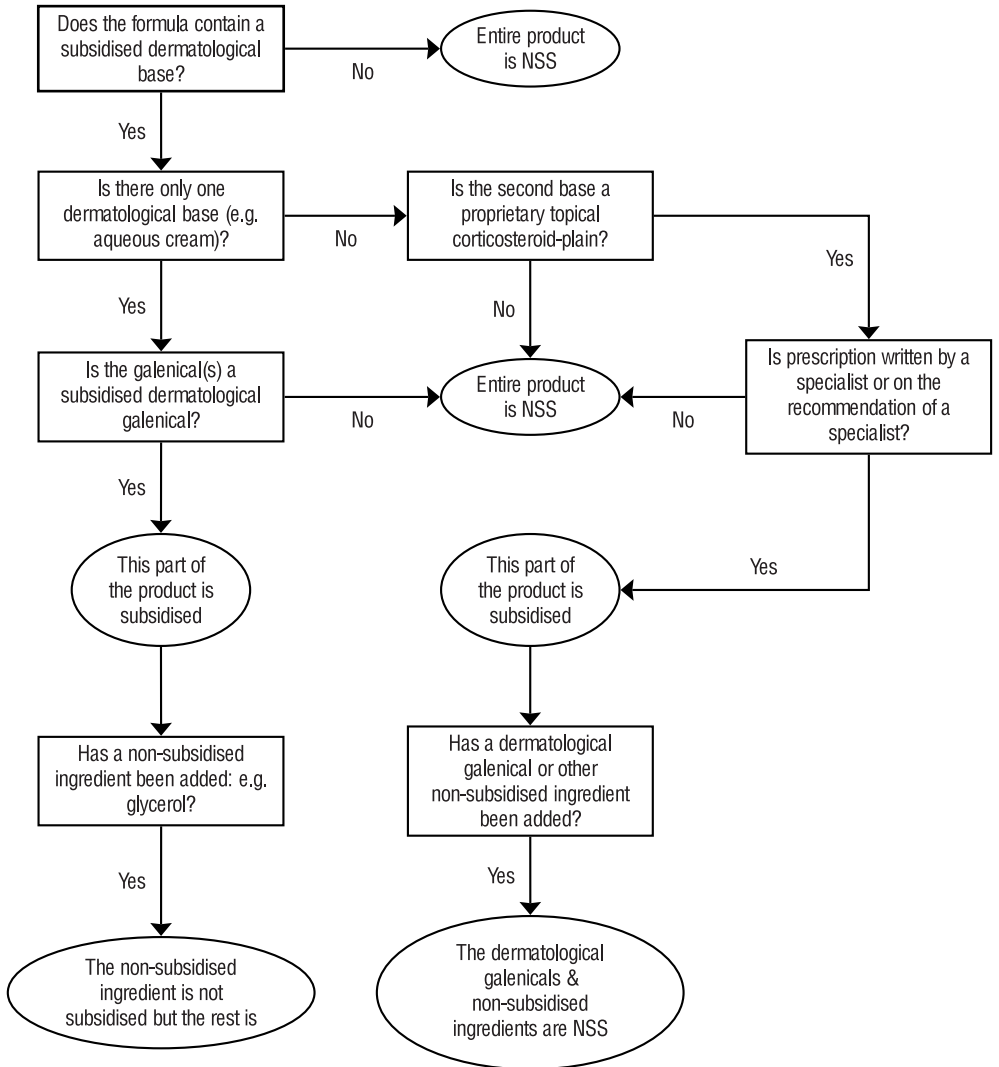 Does the formula contain a
subsidised dermatological
base?
No
Entire product
is NSS
Yes
Is there only one
dermatological base (e.g.
aqueous cream)?
No
Is the second base a
proprietary topical
corticosteroid-plain?
Yes
Yes
No
Is the galenical(s) a
subsidised dermatological
galenical?
No
Entire product
is NSS
No
Is prescription written by a
specialist or on the
recommendation of a
specialist?
Yes
Yes
This part of
the product is
subsidised
This part of
the product is
subsidised
Has a non-subsidised
ingredient been added: e.g.
glycerol?
Has a dermatological
galenical or other
non-subsidised ingredient
been added?
Yes
Yes
The non-subsidised
ingredient is not
subsidised but the rest is
The dermatological
galenicals &
non-subsidised
ingredients are NSS